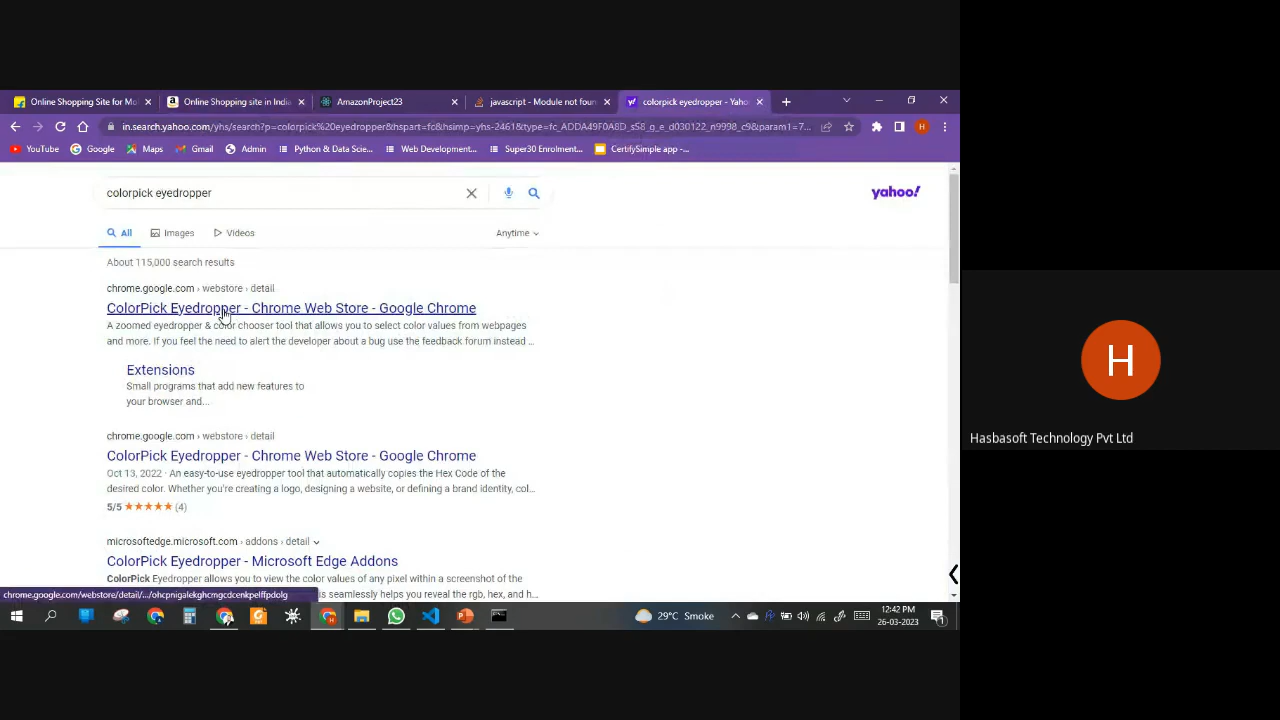 Online Shopping Site for Mo
Online Shopping site in Indi
AmazonProject23
javascript - Module not foun
colorpick eyedropper - Yaho
in.search.yahoo.com/yhs/search?p=colorpick%20eyedropper&hspart=fc&hsimp=yhs-2461&type=fc_ADDA49F0A8D_s58_g_e_d030122_n9998_c9&param1=7...
H
YouTube
Google
Maps
Gmail
Admin
Python & Data Scie...
Web Development...
Super30 Enrolment...
CertifySimple app -...
colorpick eyedropper
yahoo!
All
Images
Videos
Anytime
About 115,000 search results
chrome.google.com › webstore › detail
ColorPick Eyedropper - Chrome Web Store - Google Chrome
A zoomed eyedropper & color chooser tool that allows you to select color values from webpages
and more. If you feel the need to alert the developer about a bug use the feedback forum instead ...
Extensions
Small programs that add new features to
your browser and...
chrome.google.com › webstore › detail
ColorPick Eyedropper - Chrome Web Store - Google Chrome
Oct 13, 2022 · An easy-to-use eyedropper tool that automatically copies the Hex Code of the
desired color. Whether you're creating a logo, designing a website, or defining a brand identity, col...
5/5 ★★★★★ (4)
microsoftedge.microsoft.com › addons › detail
ColorPick Eyedropper - Microsoft Edge Addons
ColorPick Eyedropper allows you to view the color values of any pixel within a screenshot of the
is seamlessly helps you reveal the rgb, hex, and h...
chrome.google.com/webstore/detail/.../ohcpnigalekghcmgcdcenkpelffpdolg
29°C Smoke
12:42 PM
26-03-2023
H
Hasbasoft Technology Pvt Ltd